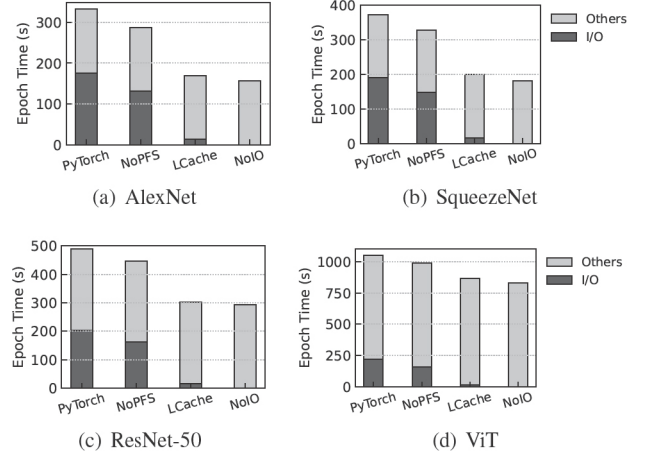 Epoch Time (s)
300
200
100
0
PyTorch NoPFS LCache NoIO
(a) AlexNet
Epoch Time (s)
400
300
200
100
0
PyTorch NoPFS LCache NoIO
Others
I/O
(b) SqueezeNet
Epoch Time (s)
500
400
300
200
100
0
PyTorch NoPFS LCache NoIO
(c) ResNet-50
Epoch Time (s)
1000
750
500
250
0
PyTorch NoPFS LCache NoIO
Others
I/O
(d) ViT